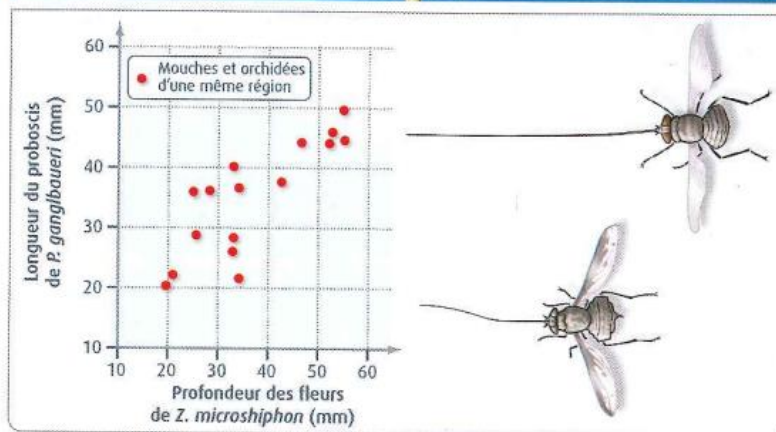 60
50
40
30
20
10
Longueur du proboscis
de P. ganglbaueri (mm)
Mouches et orchidées
d'une même région
10 20 30 40 50 60
Profondeur des fleurs
de Z. microshiphon (mm)